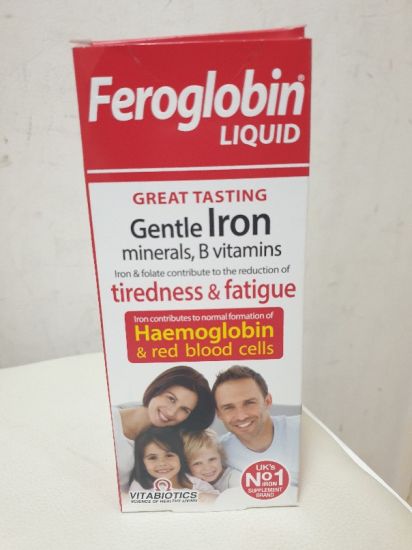 Feroglobin®
LIQUID
GREAT TASTING
Gentle Iron
minerals, B vitamins
Iron & folate contribute to the reduction of
tiredness & fatigue
Iron contributes to normal formation of
Haemoglobin
& red blood cells
UK's
No1
IRON
SUPPLEMENT
BRAND
VITABIOTICS
SCIENCE OF HEALTHY LIVING